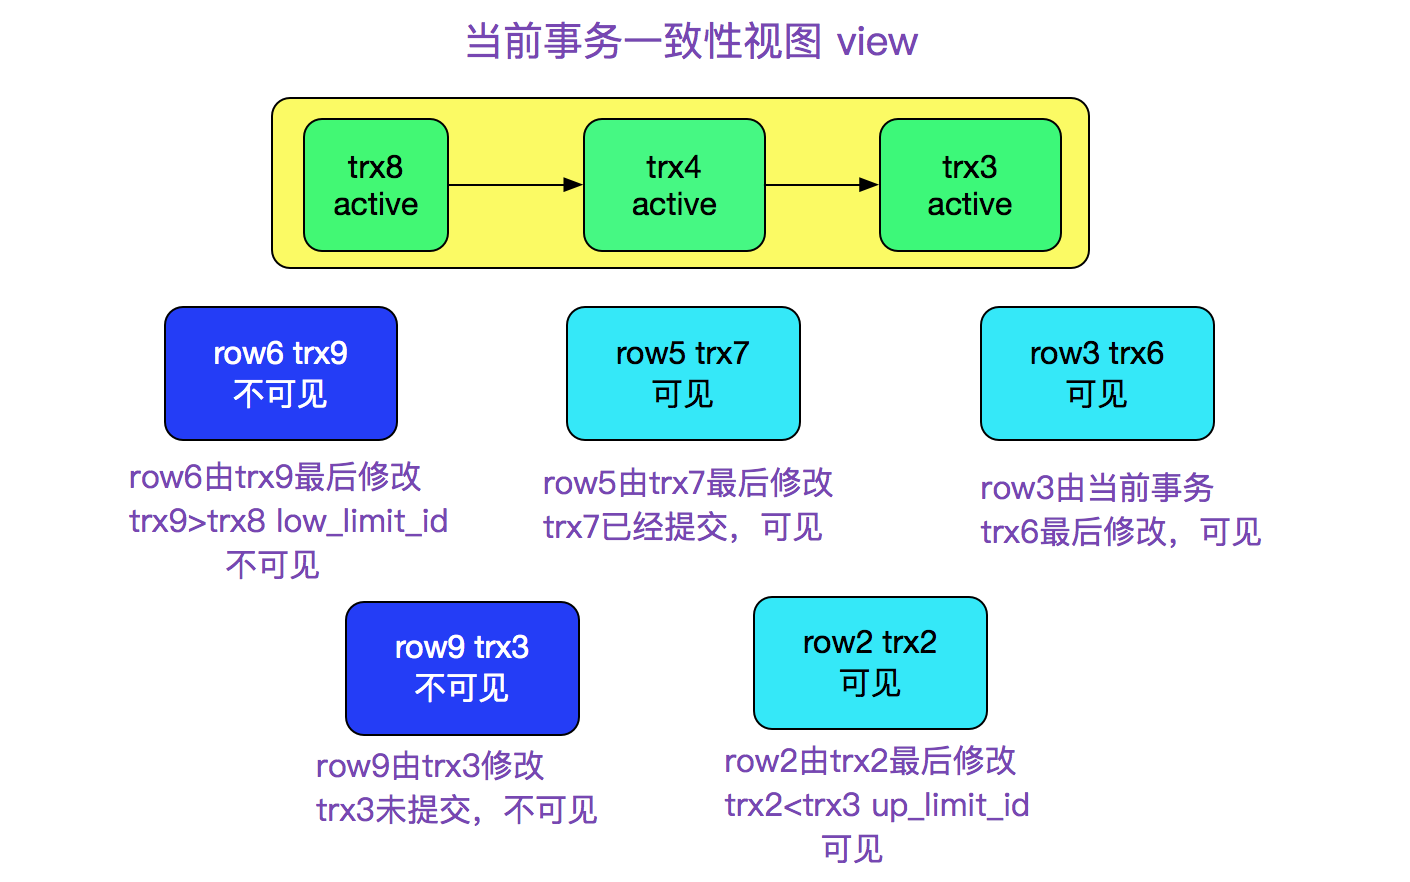 当前事务一致性视图 view
trx8
active
trx4
active
trx3
active
row6 trx9
不可见
row5 trx7
可见
row3 trx6
可见
row6由trx9最后修改
trx9>trx8 low_limit_id
不可见
row5由trx7最后修改
trx7已经提交，可见
row3由当前事务
trx6最后修改，可见
row9 trx3
不可见
row2 trx2
可见
row9由trx3修改
trx3未提交，不可见
row2由trx2最后修改
trx2<trx3 up_limit_id
可见